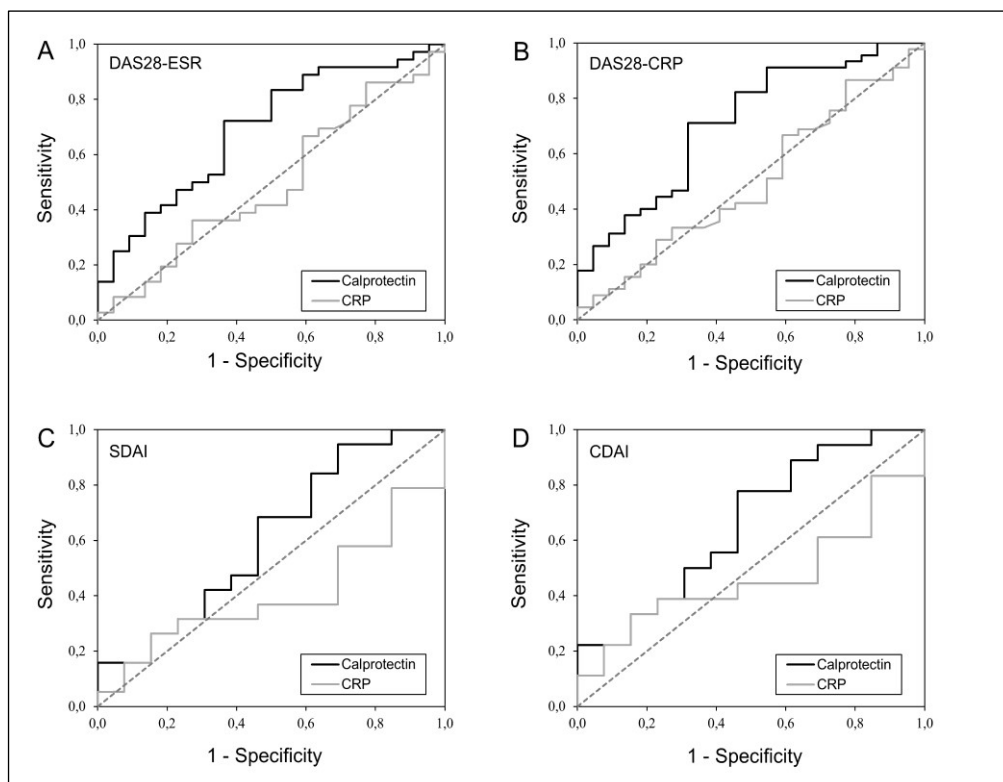 A
DAS28-ESR
Sensitivity
1,0
0,8
0,6
0,4
0,2
0,0
Calprotectin
CRP
0,0 0,2 0,4 0,6 0,8 1,0
1 - Specificity
B
DAS28-CRP
Sensitivity
1,0
0,8
0,6
0,4
0,2
0,0
Calprotectin
CRP
0,0 0,2 0,4 0,6 0,8 1,0
1 - Specificity
C
SDAI
Sensitivity
1,0
0,8
0,6
0,4
0,2
0,0
Calprotectin
CRP
0,0 0,2 0,4 0,6 0,8 1,0
1 - Specificity
D
CDAI
Sensitivity
1,0
0,8
0,6
0,4
0,2
0,0
Calprotectin
CRP
0,0 0,2 0,4 0,6 0,8 1,0
1 - Specificity